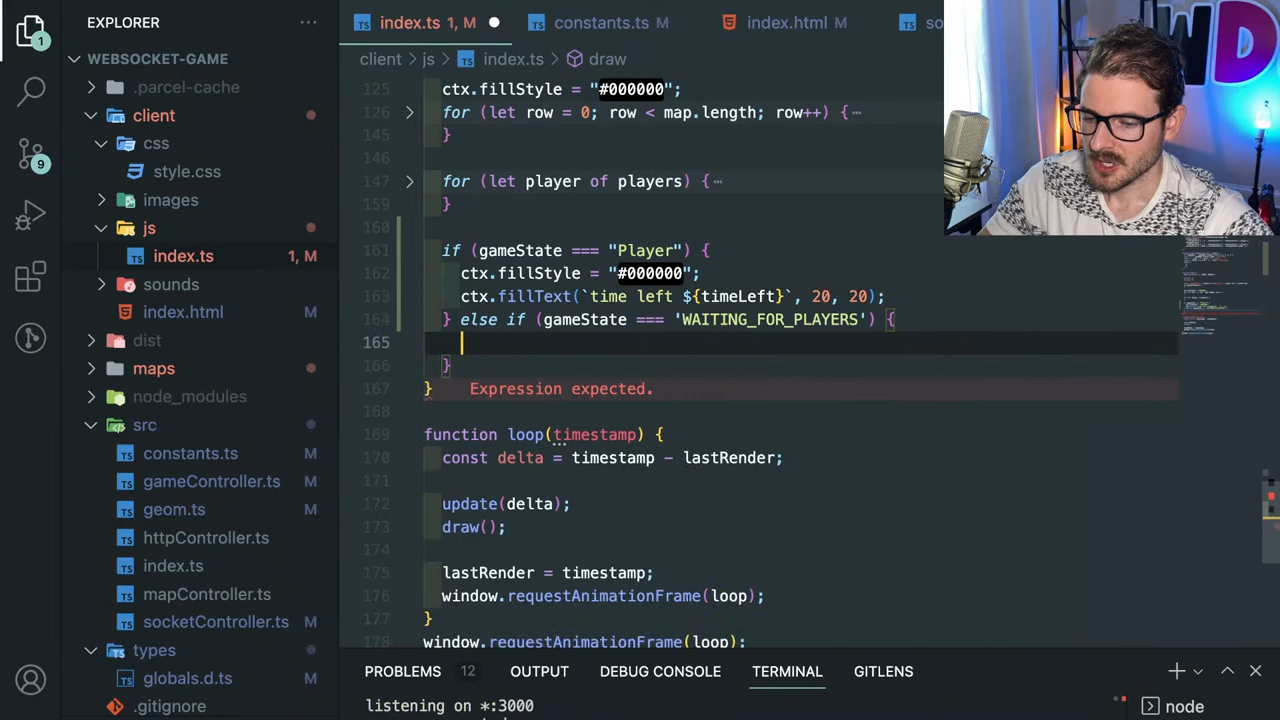 EXPLORER
WEBSOCKET-GAME
.parcel-cache
client
css
style.css
images
js
index.ts 1, M
sounds
index.html
dist
maps
node_modules
src
constants.ts M
gameController.ts M
geom.ts M
httpController.ts
index.ts
mapController.ts
socketController.ts M
types
globals.d.ts M
.gitignore
1
9
index.ts 1, M
constants.ts M
index.html M
so
client > js > index.ts > draw
125 ctx.fillStyle = "#000000";
126 for (let row = 0; row < map.length; row++) {
145 }
146
147 for (let player of players) {
159 }
160
161 if (gameState === "Player") {
162 ctx.fillStyle = "#000000";
163 ctx.fillText(`time left ${timeLeft}`, 20, 20);
164 } else if (gameState === 'WAITING_FOR_PLAYERS') {
165
166 }
167 } Expression expected.
168
169 function loop(timestamp) {
170 const delta = timestamp - lastRender;
171
172 update(delta);
173 draw();
174
175 lastRender = timestamp;
176 window.requestAnimationFrame(loop);
177 }
178 window.requestAnimationFrame(loop);
PROBLEMS 12 OUTPUT DEBUG CONSOLE TERMINAL GITLENS
listening on *:3000
node
WD